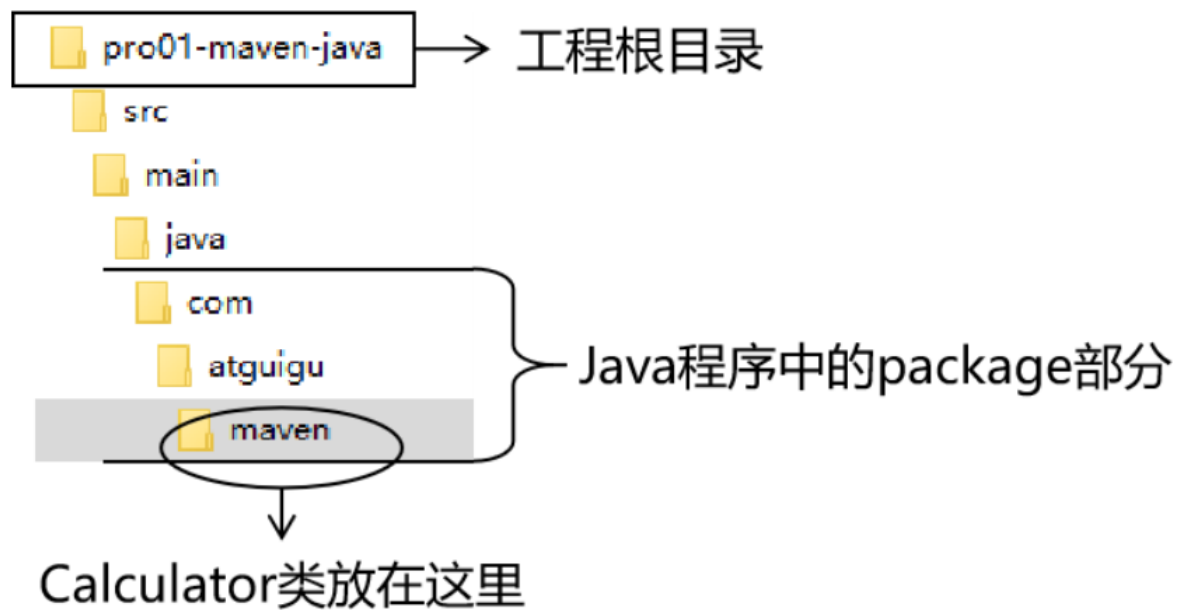 pro01-maven-java 工程根目录
src
main
java
com
atguigu
Java程序中的package部分
maven
Calculator类放在这里